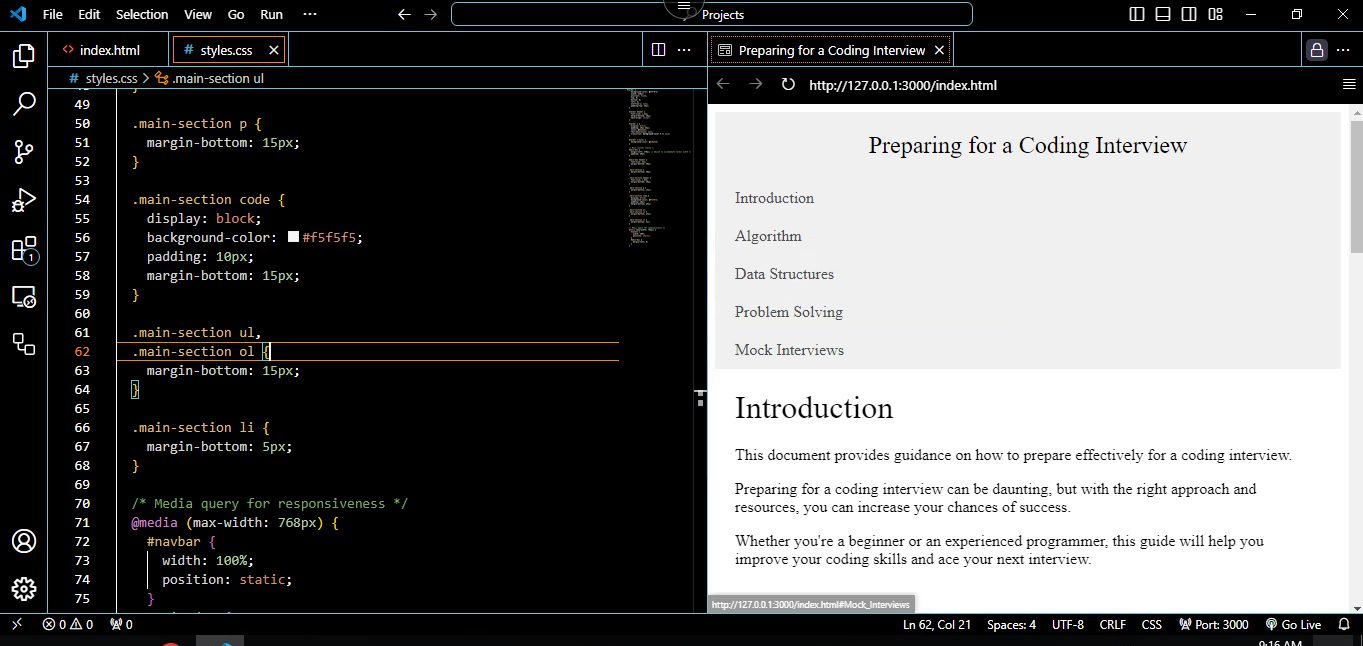 File Edit Selection View Go Run ··· Projects
index.html # styles.css Preparing for a Coding Interview
# styles.css > .main-section ul
http://127.0.0.1:3000/index.html
49
50 .main-section p {
51 margin-bottom: 15px;
52 }
53
54 .main-section code {
55 display: block;
56 background-color: #f5f5f5;
57 padding: 10px;
58 margin-bottom: 15px;
59 }
60
61 .main-section ul,
62 .main-section ol {
63 margin-bottom: 15px;
64 }
65
66 .main-section li {
67 margin-bottom: 5px;
68 }
69
70 /* Media query for responsiveness */
71 @media (max-width: 768px) {
72 #navbar {
73 width: 100%;
74 position: static;
75 }
Preparing for a Coding Interview
Introduction
Algorithm
Data Structures
Problem Solving
Mock Interviews
Introduction
This document provides guidance on how to prepare effectively for a coding interview.
Preparing for a coding interview can be daunting, but with the right approach and
resources, you can increase your chances of success.
Whether you're a beginner or an experienced programmer, this guide will help you
improve your coding skills and ace your next interview.
http://127.0.0.1:3000/index.html#Mock_Interviews
1
0 0 0 Ln 62, Col 21 Spaces: 4 UTF-8 CRLF CSS Port: 3000 Go Live
9:16 AM